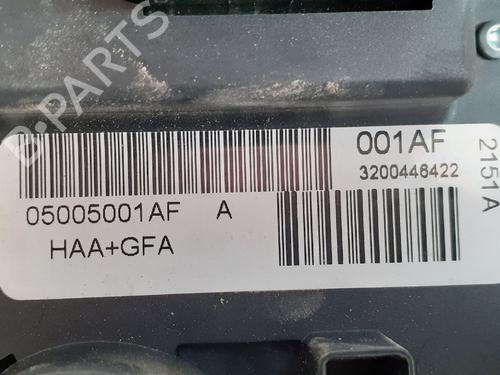 B-PARTS
001AF
3200446422
2151A
05005001AF A
HAA+GFA